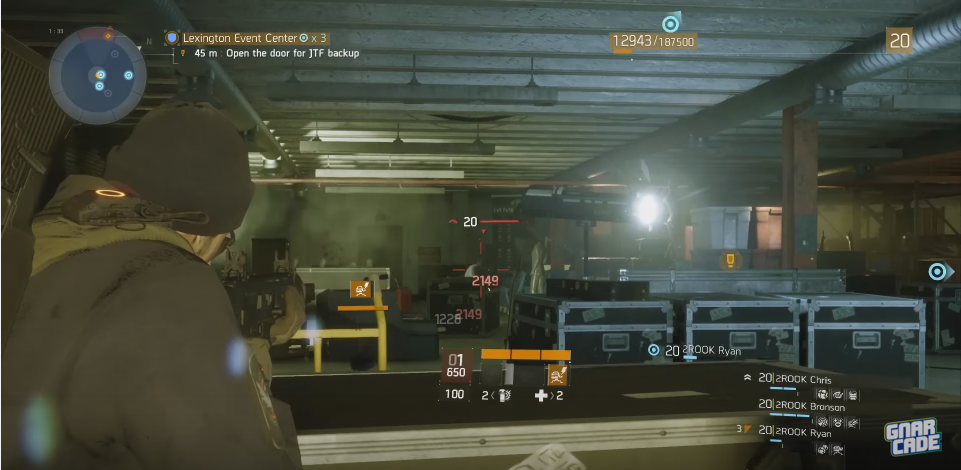 1 : 33
N
Lexington Event Center x 3
45 m : Open the door for JTF backup
12943/187500
20
20
2149
1228 2149
01
650
100
2
2
20 2ROOK Ryan
20 2ROOK Chris
20 2ROOK Bronson
3 20 2ROOK Ryan
GNAR
CADE